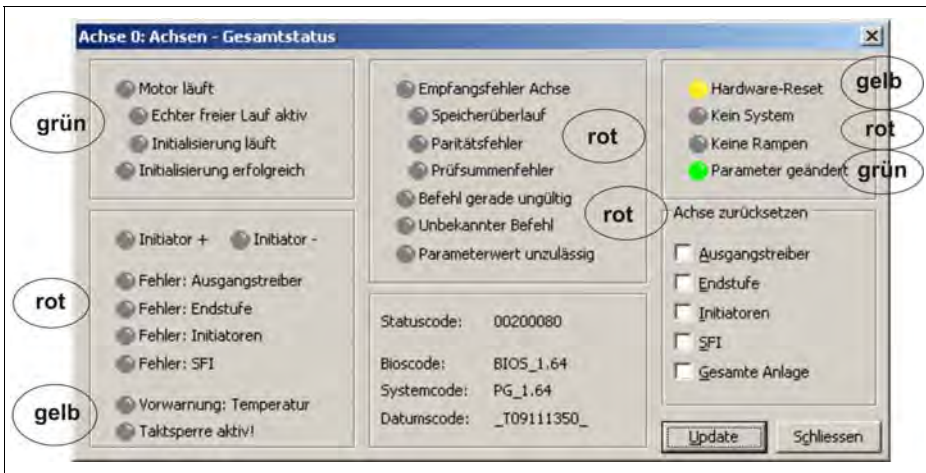 Achse 0: Achsen - Gesamtstatus
grün
Motor läuft
Echter freier Lauf aktiv
Initialisierung läuft
Initialisierung erfolgreich
rot
Initiator +
Initiator -
Fehler: Ausgangstreiber
Fehler: Endstufe
Fehler: Initiatoren
Fehler: SFI
gelb
Vorwarnung: Temperatur
Taktsperre aktiv!
Empfangsfehler Achse
Speicherüberlauf
Paritätsfehler
Prüfsummenfehler
rot
Befehl gerade ungültig
Unbekannter Befehl
Parameterwert unzulässig
rot
Statuscode: 00200080
Bioscode: BIOS_1.64
Systemcode: PG_1.64
Datumscode: _T09111350_
Hardware-Reset
gelb
Kein System
Keine Rampen
rot
Parameter geändert
grün
Achse zurücksetzen
Ausgangstreiber
Endstufe
Initiatoren
SFI
Gesamte Anlage
Update
Schliessen